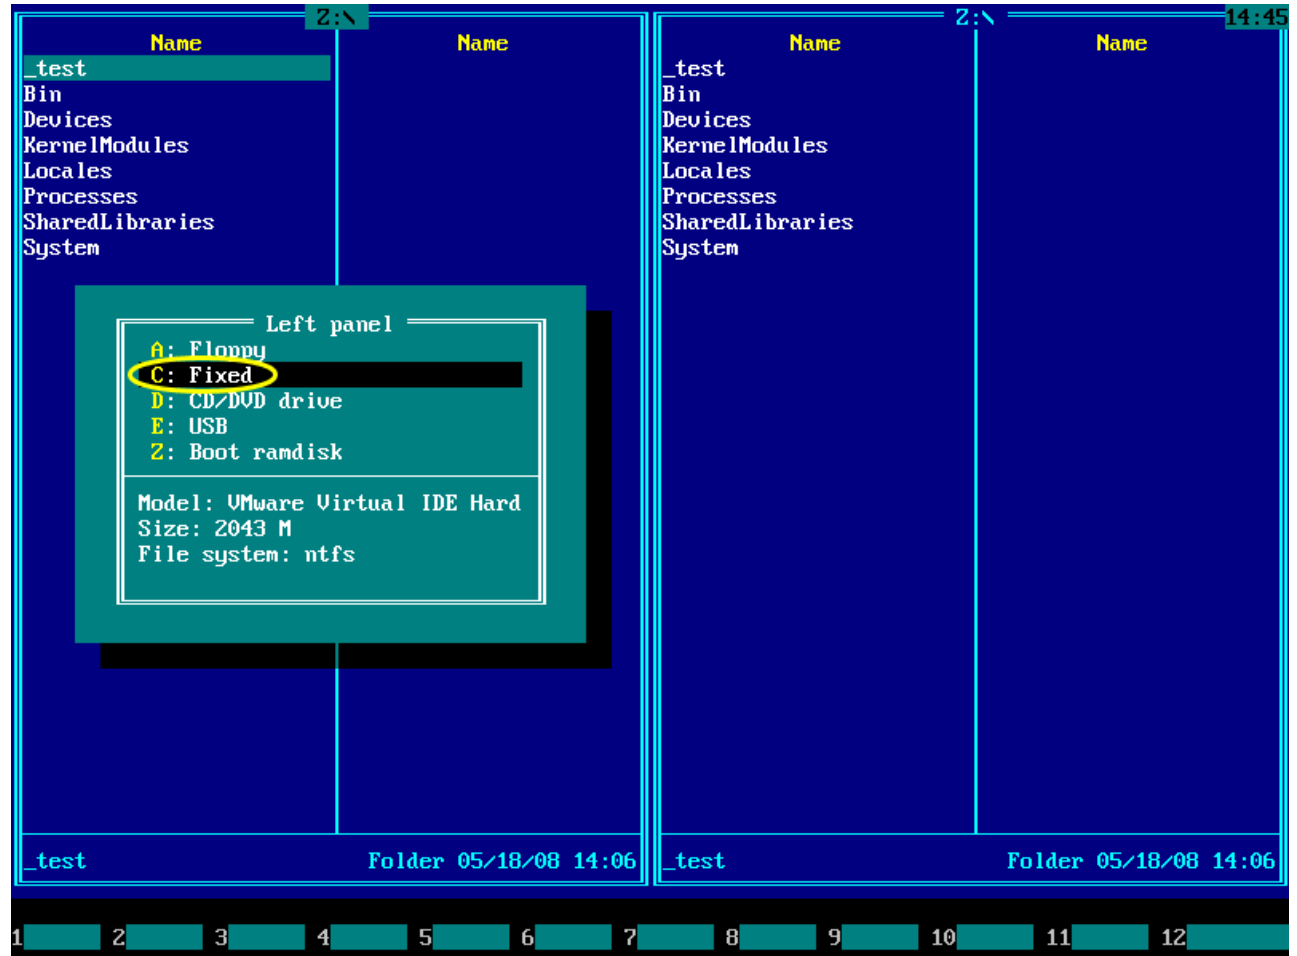 Z:\
Name Name
_test
Bin
Devices
KernelModules
Locales
Processes
SharedLibraries
System
Left panel
A: Floppy
C: Fixed
D: CD/DVD drive
E: USB
Z: Boot ramdisk
Model: VMware Virtual IDE Hard
Size: 2043 M
File system: ntfs
_test Folder 05/18/08 14:06
Z:\ 14:45
Name Name
_test
Bin
Devices
KernelModules
Locales
Processes
SharedLibraries
System
_test Folder 05/18/08 14:06
1 2 3 4 5 6 7 8 9 10 11 12